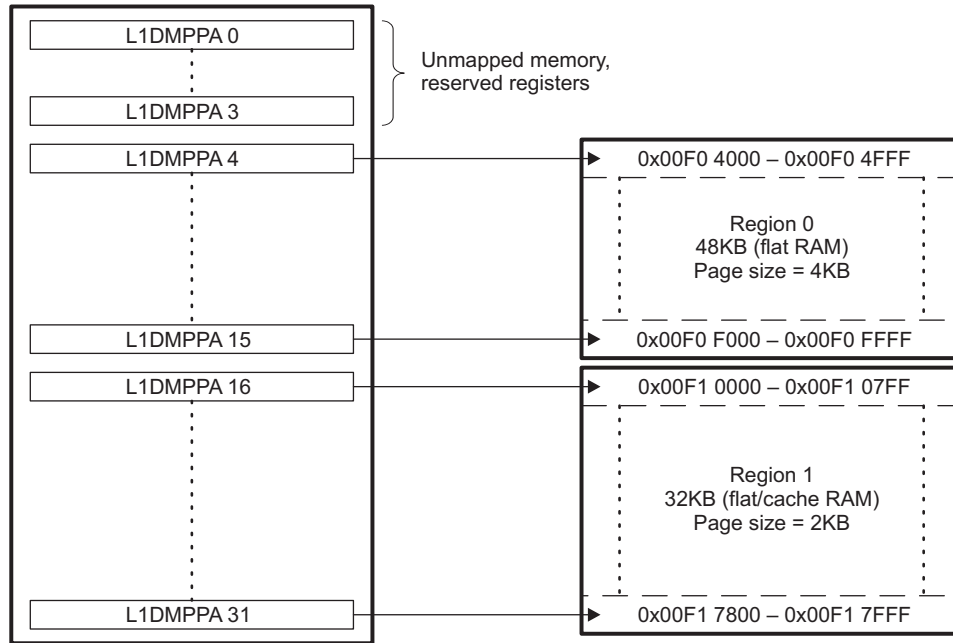 L1DMPPA 0
Unmapped memory,
reserved registers
L1DMPPA 3
L1DMPPA 4
0x00F0 4000 – 0x00F0 4FFF
Region 0
48KB (flat RAM)
Page size = 4KB
L1DMPPA 15
0x00F0 F000 – 0x00F0 FFFF
L1DMPPA 16
0x00F1 0000 – 0x00F1 07FF
Region 1
32KB (flat/cache RAM)
Page size = 2KB
L1DMPPA 31
0x00F1 7800 – 0x00F1 7FFF